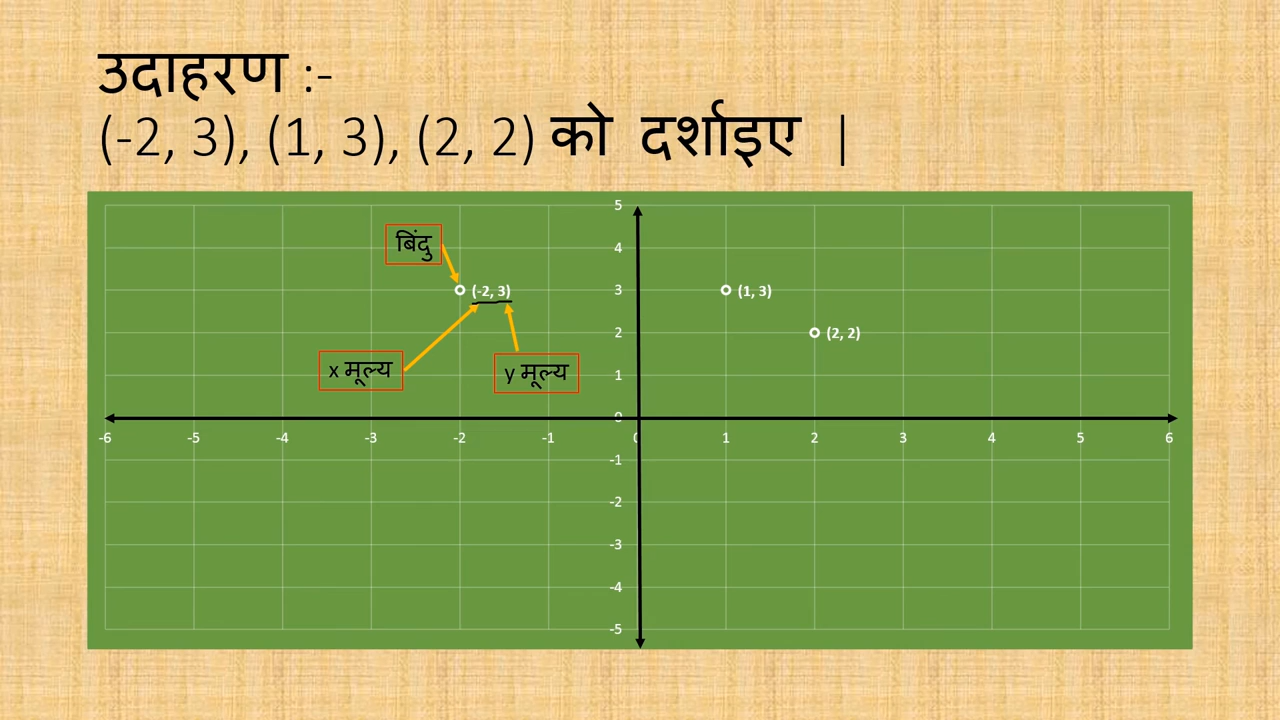 उदाहरण :-
(-2, 3), (1, 3), (2, 2) को दर्शाइए |
5
बिंदु
4
(-2, 3)
3
(1, 3)
2
(2, 2)
x मूल्य
y मूल्य
1
0
-6 -5 -4 -3 -2 -1 0 1 2 3 4 5 6
-1
-2
-3
-4
-5